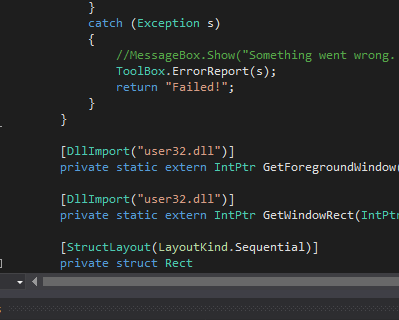 }
catch (Exception s)
{
//MessageBox.Show("Something went wrong.
ToolBox.ErrorReport(s);
return "Failed!";
}
}
[DllImport("user32.dll")]
private static extern IntPtr GetForegroundWindow(
[DllImport("user32.dll")]
private static extern IntPtr GetWindowRect(IntPtr
[StructLayout(LayoutKind.Sequential)]
private struct Rect